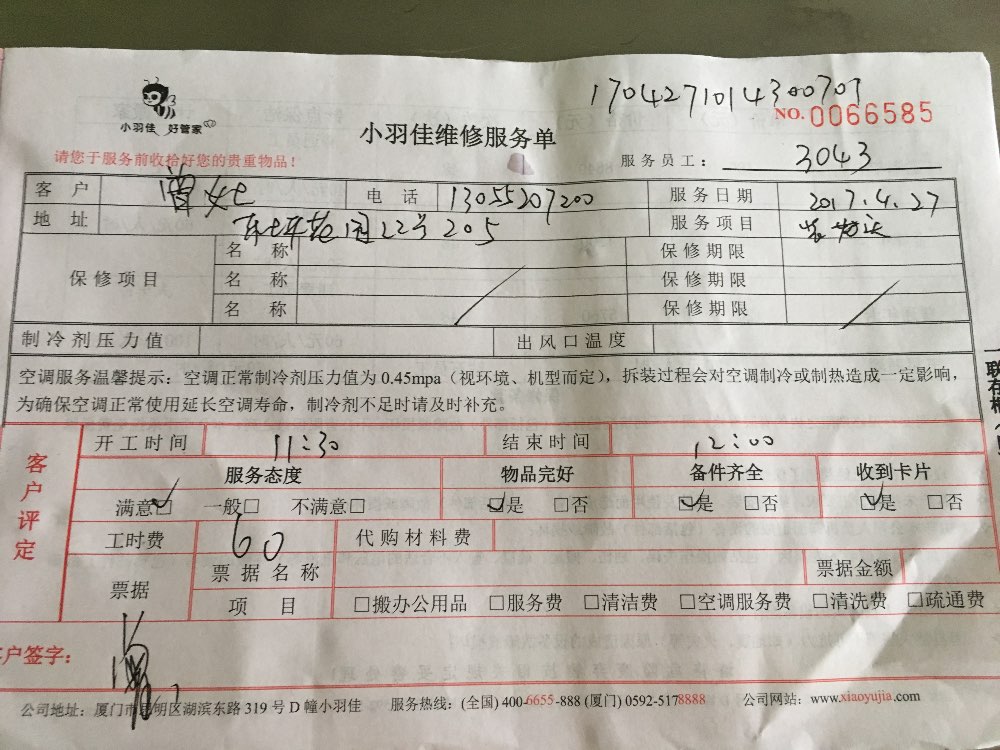 1704271014300707
小羽佳 好管家
NO. 0066585
小羽佳维修服务单
请您于服务前收拾好您的贵重物品！
服务员工： 3043
客 户 曾女士 电 话 13055207200 服务日期 2017.4.27
地 址 园22号205 服务项目
保修项目 名 称 保修期限
名 称 保修期限
名 称 保修期限
制冷剂压力值 出风口温度
空调服务温馨提示：空调正常制冷剂压力值为0.45mpa（视环境、机型而定），拆装过程会对空调制冷或制热造成一定影响，
为确保空调正常使用延长空调寿命，制冷剂不足时请及时补充。
客户评定
开工时间 11:30 结束时间 12:00
服务态度 物品完好 备件齐全 收到卡片
满意☑ 一般□ 不满意□ ☑是 □否 ☑是 □否 ☑是 □否
工时费 60 代购材料费
票据 票据名称 票据金额
项 目 □搬办公用品 □服务费 □清洁费 □空调服务费 □清洗费 □疏通费
户签字：
公司地址：厦门市思明区湖滨东路319号D幢小羽佳 服务热线：(全国) 400-6655-888 (厦门) 0592-5178888 公司网站：www.xiaoyujia.com
联存根